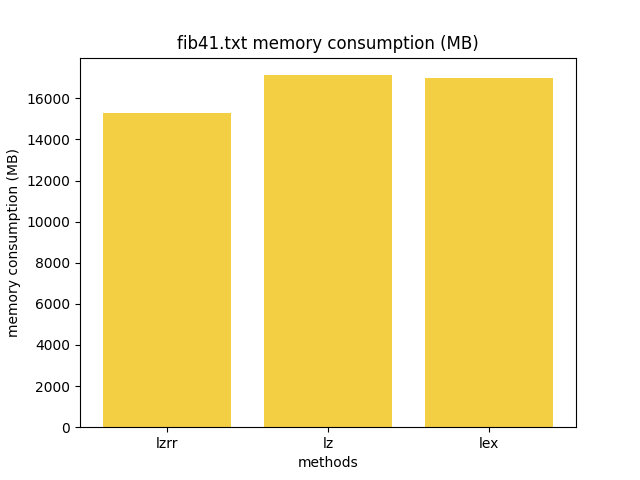 fib41.txt memory consumption (MB)
memory consumption (MB)
16000
14000
12000
10000
8000
6000
4000
2000
0
lzrr lz lex
methods